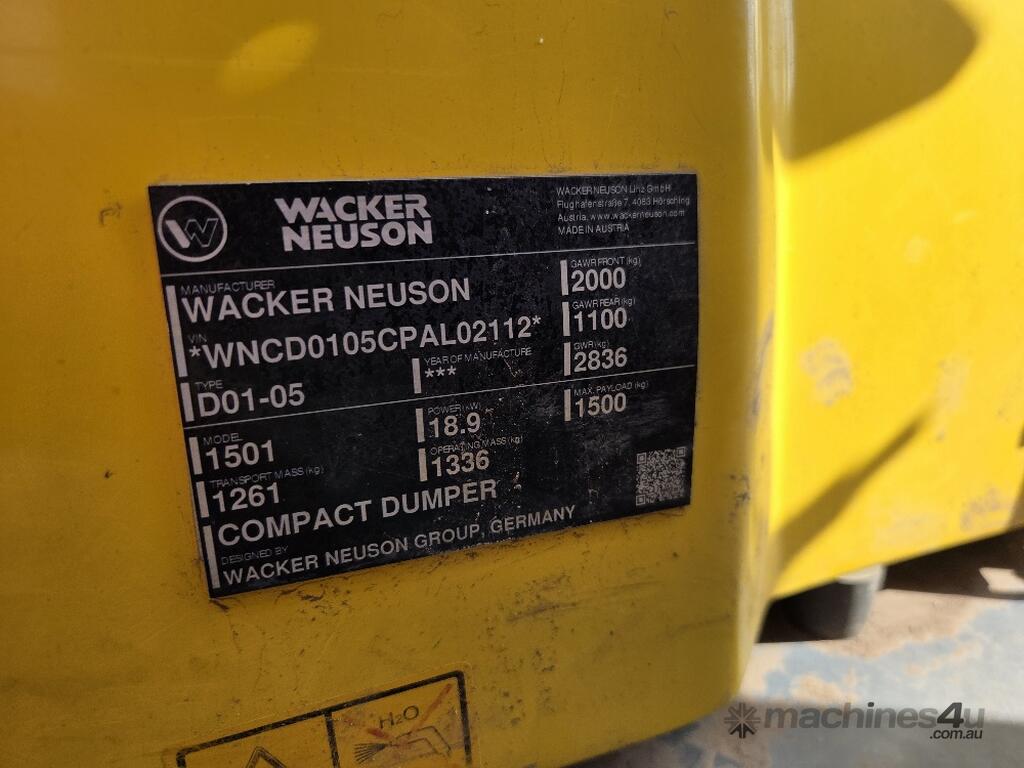 W
WACKER
NEUSON
WACKER NEUSON Linz GmbH
Flughafenstraße 7, 4063 Hörsching
Austria, www.wackerneuson.com
MADE IN AUSTRIA
MANUFACTURER
WACKER NEUSON
VIN
*WNCD0105CPAL02112*
TYPE
D01-05
YEAR OF MANUFACTURE
***
GAWR FRONT (kg)
2000
GAWR REAR (kg)
1100
GWR (kg)
2836
MODEL
1501
POWER (kW)
18.9
MAX. PAYLOAD (kg)
1500
TRANSPORT MASS (kg)
1261
OPERATING MASS (kg)
1336
COMPACT DUMPER
DESIGNED BY
WACKER NEUSON GROUP, GERMANY
H2O
machines4u
.com.au